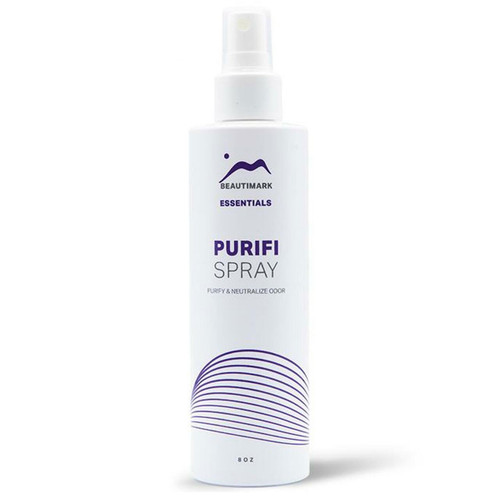 BEAUTIMARK
ESSENTIALS
PURIFI
SPRAY
PURIFY & NEUTRALIZE ODOR
8 OZ